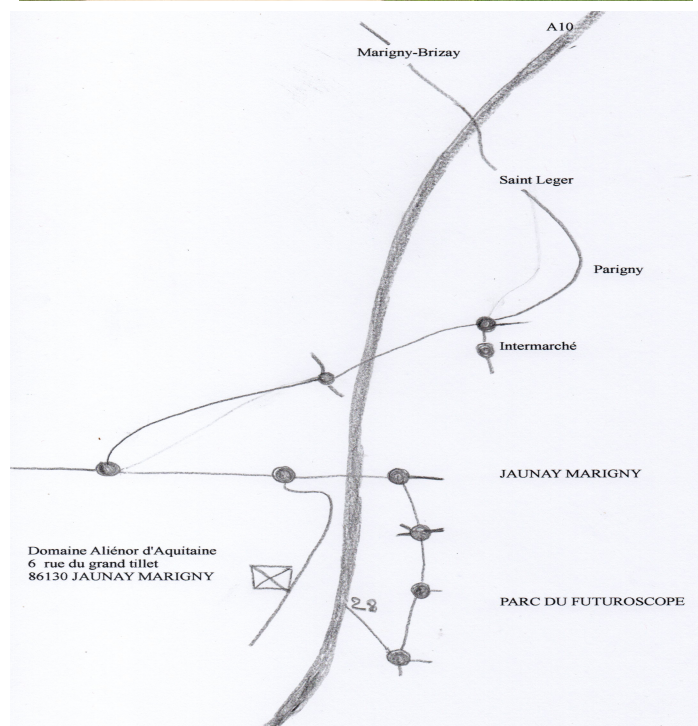 A10
Marigny-Brizay
Saint Leger
Parigny
Intermarché
JAUNAY MARIGNY
Domaine Aliénor d'Aquitaine
6 rue du grand tillet
86130 JAUNAY MARIGNY
28
PARC DU FUTUROSCOPE